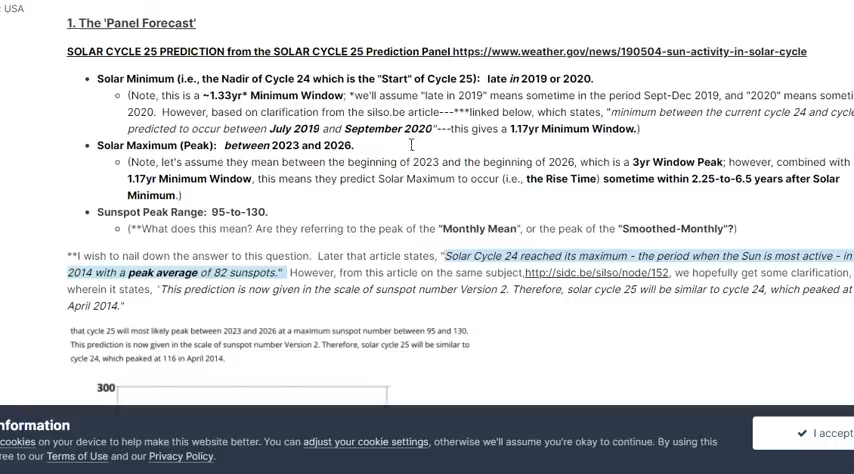 : USA
1. The 'Panel Forecast'
SOLAR CYCLE 25 PREDICTION from the SOLAR CYCLE 25 Prediction Panel https://www.weather.gov/news/190504-sun-activity-in-solar-cycle
• Solar Minimum (i.e., the Nadir of Cycle 24 which is the "Start" of Cycle 25): late in 2019 or 2020.
○ (Note, this is a ~1.33yr* Minimum Window; *we'll assume "late in 2019" means sometime in the period Sept-Dec 2019, and "2020" means someti
2020. However, based on clarification from the silso.be article---***linked below, which states, "minimum between the current cycle 24 and cycle
predicted to occur between July 2019 and September 2020"---this gives a 1.17yr Minimum Window.)
• Solar Maximum (Peak): between 2023 and 2026.
○ (Note, let's assume they mean between the beginning of 2023 and the beginning of 2026, which is a 3yr Window Peak; however, combined with
1.17yr Minimum Window, this means they predict Solar Maximum to occur (i.e., the Rise Time) sometime within 2.25-to-6.5 years after Solar
Minimum.)
• Sunspot Peak Range: 95-to-130.
○ (**What does this mean? Are they referring to the peak of the "Monthly Mean", or the peak of the "Smoothed-Monthly"?)
**I wish to nail down the answer to this question. Later that article states, "Solar Cycle 24 reached its maximum - the period when the Sun is most active - in
2014 with a peak average of 82 sunspots." However, from this article on the same subject,http://sidc.be/silso/node/152, we hopefully get some clarification,
wherein it states, "This prediction is now given in the scale of sunspot number Version 2. Therefore, solar cycle 25 will be similar to cycle 24, which peaked at
April 2014."
that cycle 25 will most likely peak between 2023 and 2026 at a maximum sunspot number between 95 and 130.
This prediction is now given in the scale of sunspot number Version 2. Therefore, solar cycle 25 will be similar to
cycle 24, which peaked at 116 in April 2014.
300
nformation
cookies on your device to help make this website better. You can adjust your cookie settings, otherwise we'll assume you're okay to continue. By using this
ree to our Terms of Use and our Privacy Policy.
✔ I accept